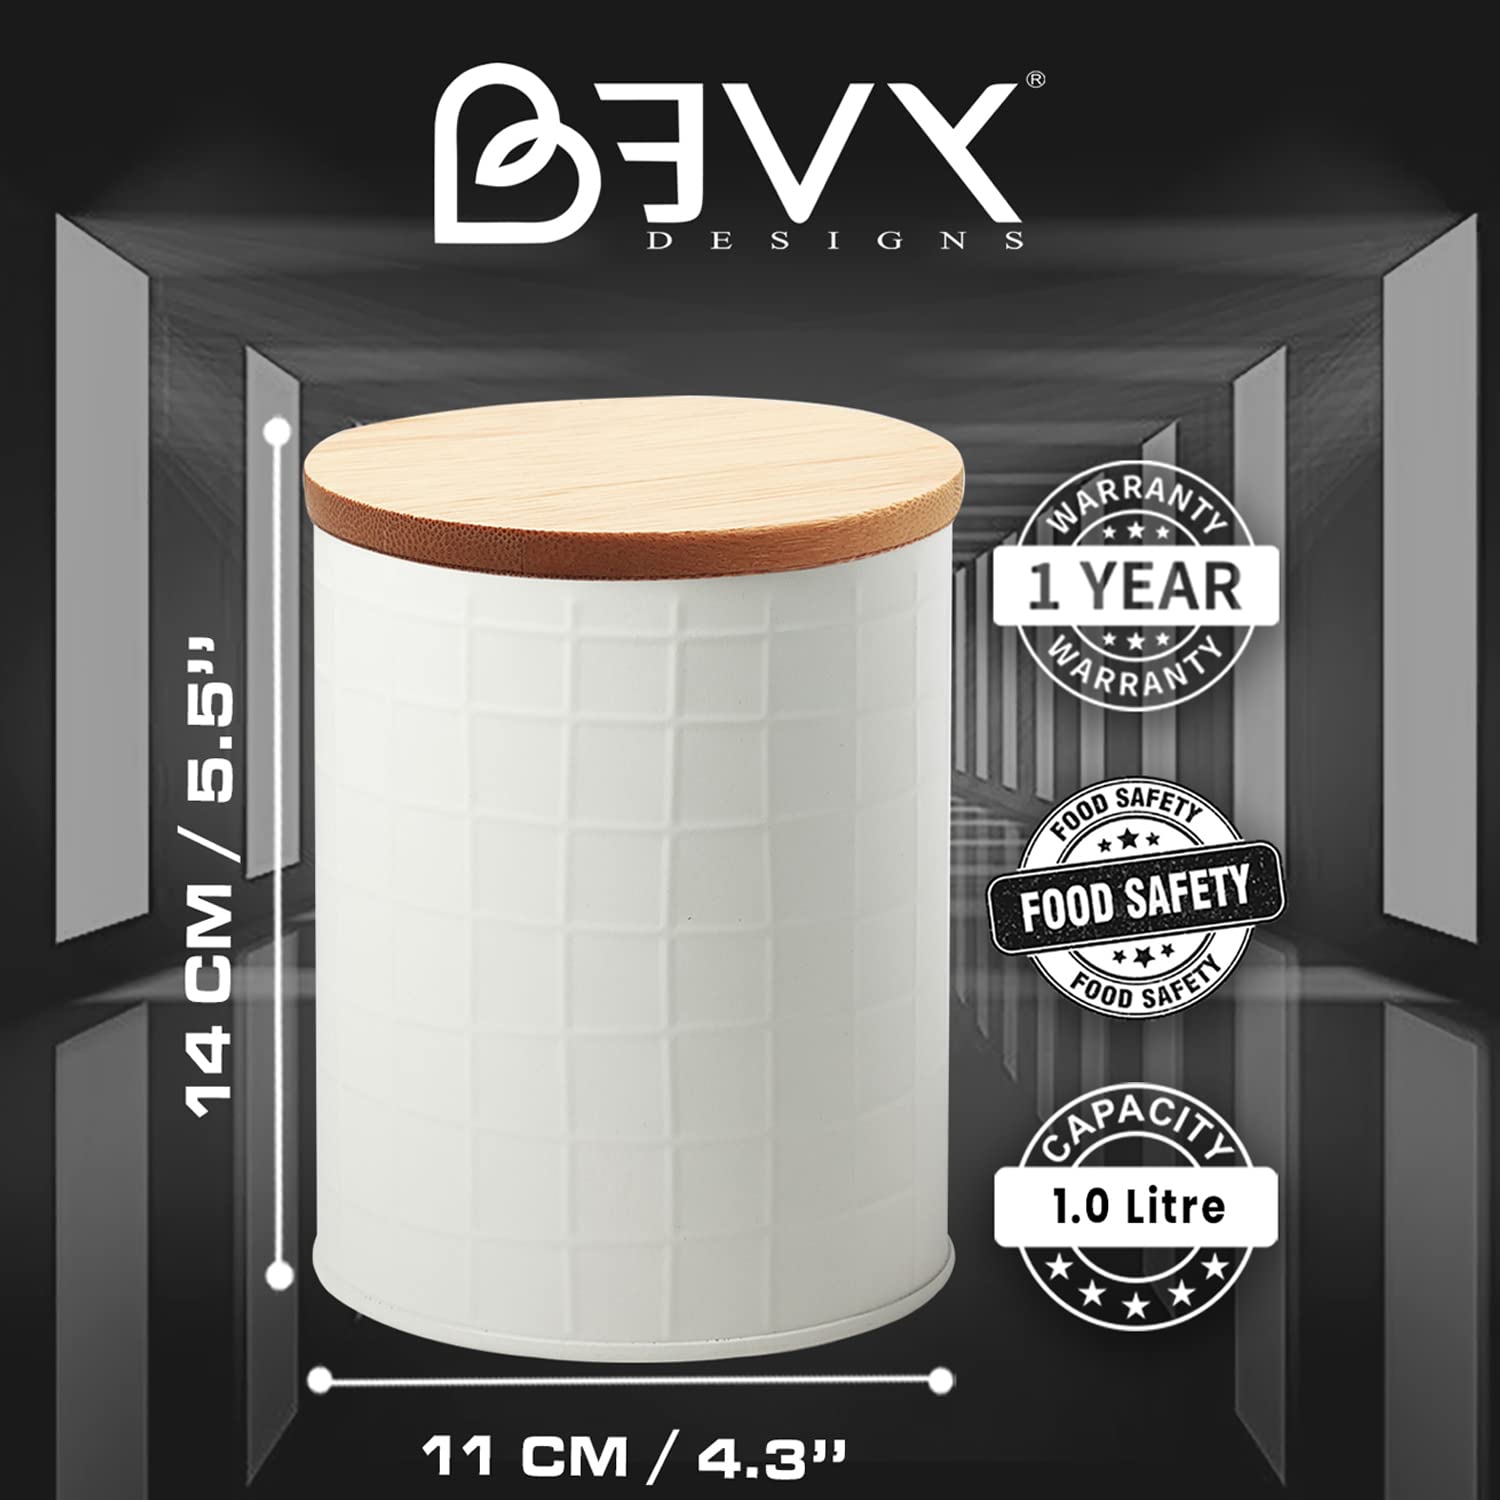 BEVY®
DESIGNS
14 CM / 5.5”
WARRANTY
1 YEAR
WARRANTY
FOOD SAFETY
FOOD SAFETY
FOOD SAFETY
CAPACITY
1.0 Litre
11 CM / 4.3”